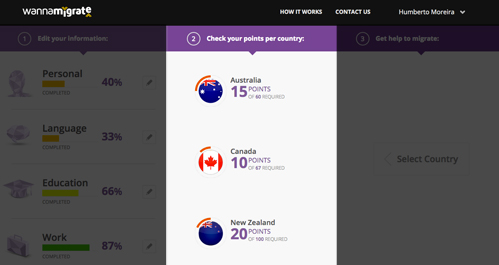 wannamigrate
HOW IT WORKS
CONTACT US
Humberto Moreira
1 Edit your information:
2 Check your points per country:
3 Get help to migrate:
Personal
40%
COMPLETED
Language
33%
COMPLETED
Education
66%
COMPLETED
Work
87%
COMPLETED
Australia
15 POINTS
OF 60 REQUIRED
Canada
10 POINTS
OF 67 REQUIRED
New Zealand
20 POINTS
OF 100 REQUIRED
Select Country